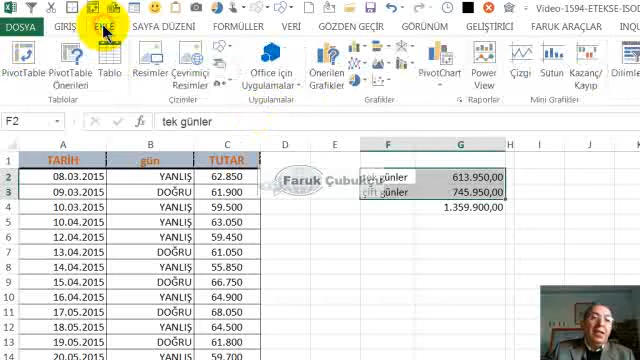 Video-1594-ETEKSE-ISOD
DOSYA GİRİŞ EKLE SAYFA DÜZENİ FORMÜLLER VERİ GÖZDEN GEÇİR GÖRÜNÜM GELİŞTİRİCİ FARUK ARAÇLAR INQU
PivotTable PivotTable Önerileri Tablo Resimler Çevrimiçi Resimler Office için Uygulamalar Önerilen Grafikler PivotChart Power View Çizgi Sütun Kazanç/ Kayıp Dilimle
Tablolar Çizimler Uygulamalar Grafikler Raporlar Mini Grafikler
F2 fx tek günler
A B C D E F G H I J K
1 TARİH gün TUTAR
2 08.03.2015 YANLIŞ 62.850 tek günler 613.950,00
3 09.03.2015 DOĞRU 61.900 çift günler 745.950,00
Faruk Çubukçu
4 10.03.2015 YANLIŞ 59.500 1.359.900,00
5 10.04.2015 YANLIŞ 63.050
6 12.04.2015 YANLIŞ 59.450
7 13.04.2015 DOĞRU 61.050
8 14.04.2015 YANLIŞ 55.850
9 15.04.2015 DOĞRU 66.750
10 16.04.2015 YANLIŞ 64.900
11 17.05.2015 DOĞRU 68.050
12 18.05.2015 YANLIŞ 64.500
13 19.05.2015 DOĞRU 61.800
14 20.05.2015 YANLIŞ 59.700